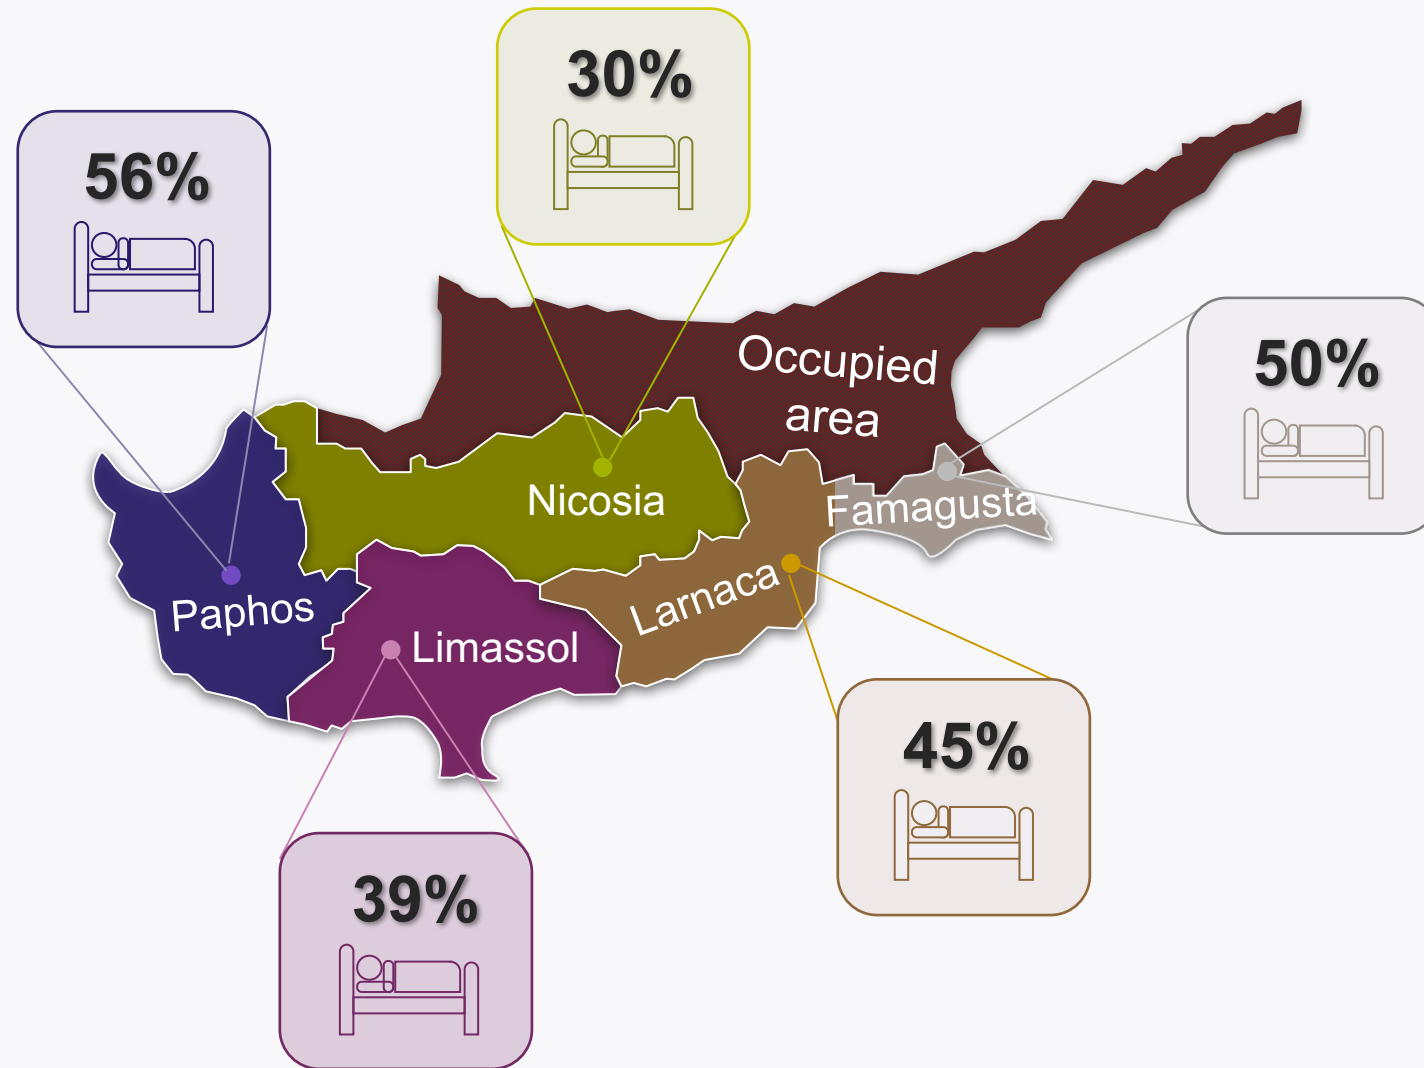 30%
56%
Occupied
area
50%
Nicosia
Famagusta
Larnaca
Paphos
Limassol
45%
39%